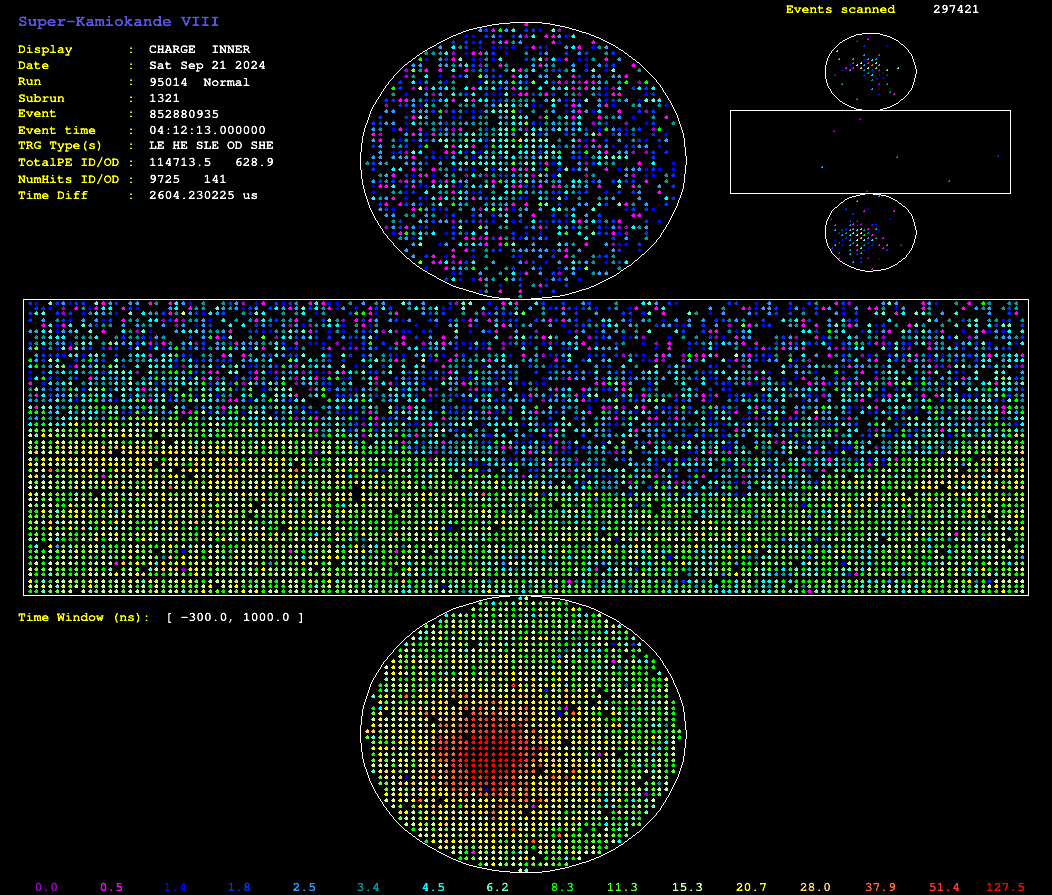 Super-Kamiokande VIII
Events scanned 297421
Display : CHARGE INNER
Date : Sat Sep 21 2024
Run : 95014 Normal
Subrun : 1321
Event : 852880935
Event time : 04:12:13.000000
TRG Type(s) : LE HE SLE OD SHE
TotalPE ID/OD : 114713.5 628.9
NumHits ID/OD : 9725 141
Time Diff : 2604.230225 us
Time Window (ns): [ -300.0, 1000.0 ]
0.0 0.5 1.4 1.8 2.5 3.4 4.5 6.2 8.3 11.3 15.3 20.7 28.0 37.9 51.4 127.5